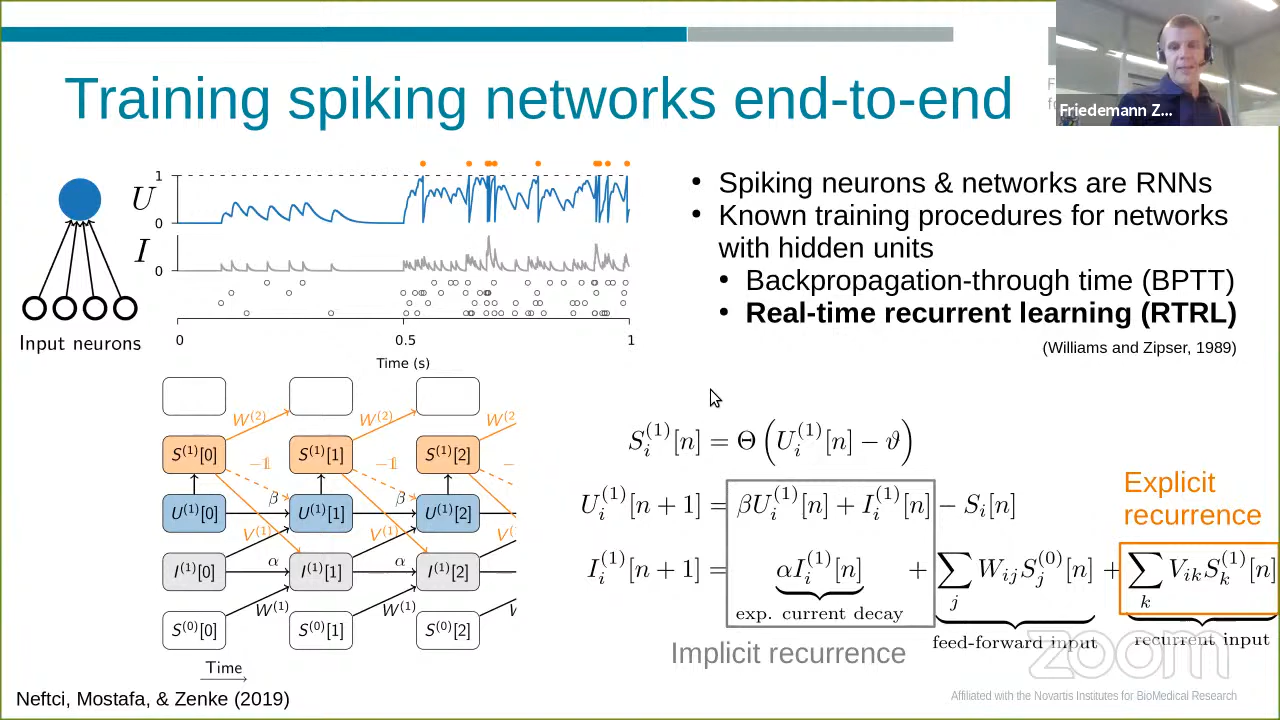 Training spiking networks end-to-end
Friedemann Z...
U
1
0
I
0
Input neurons
0
0.5
1
Time (s)
• Spiking neurons & networks are RNNs
• Known training procedures for networks
with hidden units
• Backpropagation-through time (BPTT)
• Real-time recurrent learning (RTRL)
(Williams and Zipser, 1989)
W⁽²⁾ W⁽²⁾ W⁽²
S⁽¹⁾[0] S⁽¹⁾[1] S⁽¹⁾[2]
−𝟙 −𝟙
β β
U⁽¹⁾[0] U⁽¹⁾[1] U⁽¹⁾[2]
V⁽¹⁾ V⁽¹⁾ V⁽¹
α α
I⁽¹⁾[0] I⁽¹⁾[1] I⁽¹⁾[2]
W⁽¹⁾ W⁽¹⁾
S⁽⁰⁾[0] S⁽⁰⁾[1] S⁽⁰⁾[2]
Time
Neftci, Mostafa, & Zenke (2019)
S_i^(1)[n] = Θ(U_i^(1)[n] − ϑ)
U_i^(1)[n + 1] = βU_i^(1)[n] + I_i^(1)[n] − S_i[n]
I_i^(1)[n + 1] = αI_i^(1)[n] + ∑_j W_ij S_j^(0)[n] + ∑_k V_ik S_k^(1)[n]
exp. current decay
feed-forward input
recurrent input
Explicit
recurrence
Implicit recurrence
zoom
Affiliated with the Novartis Institutes for BioMedical Research